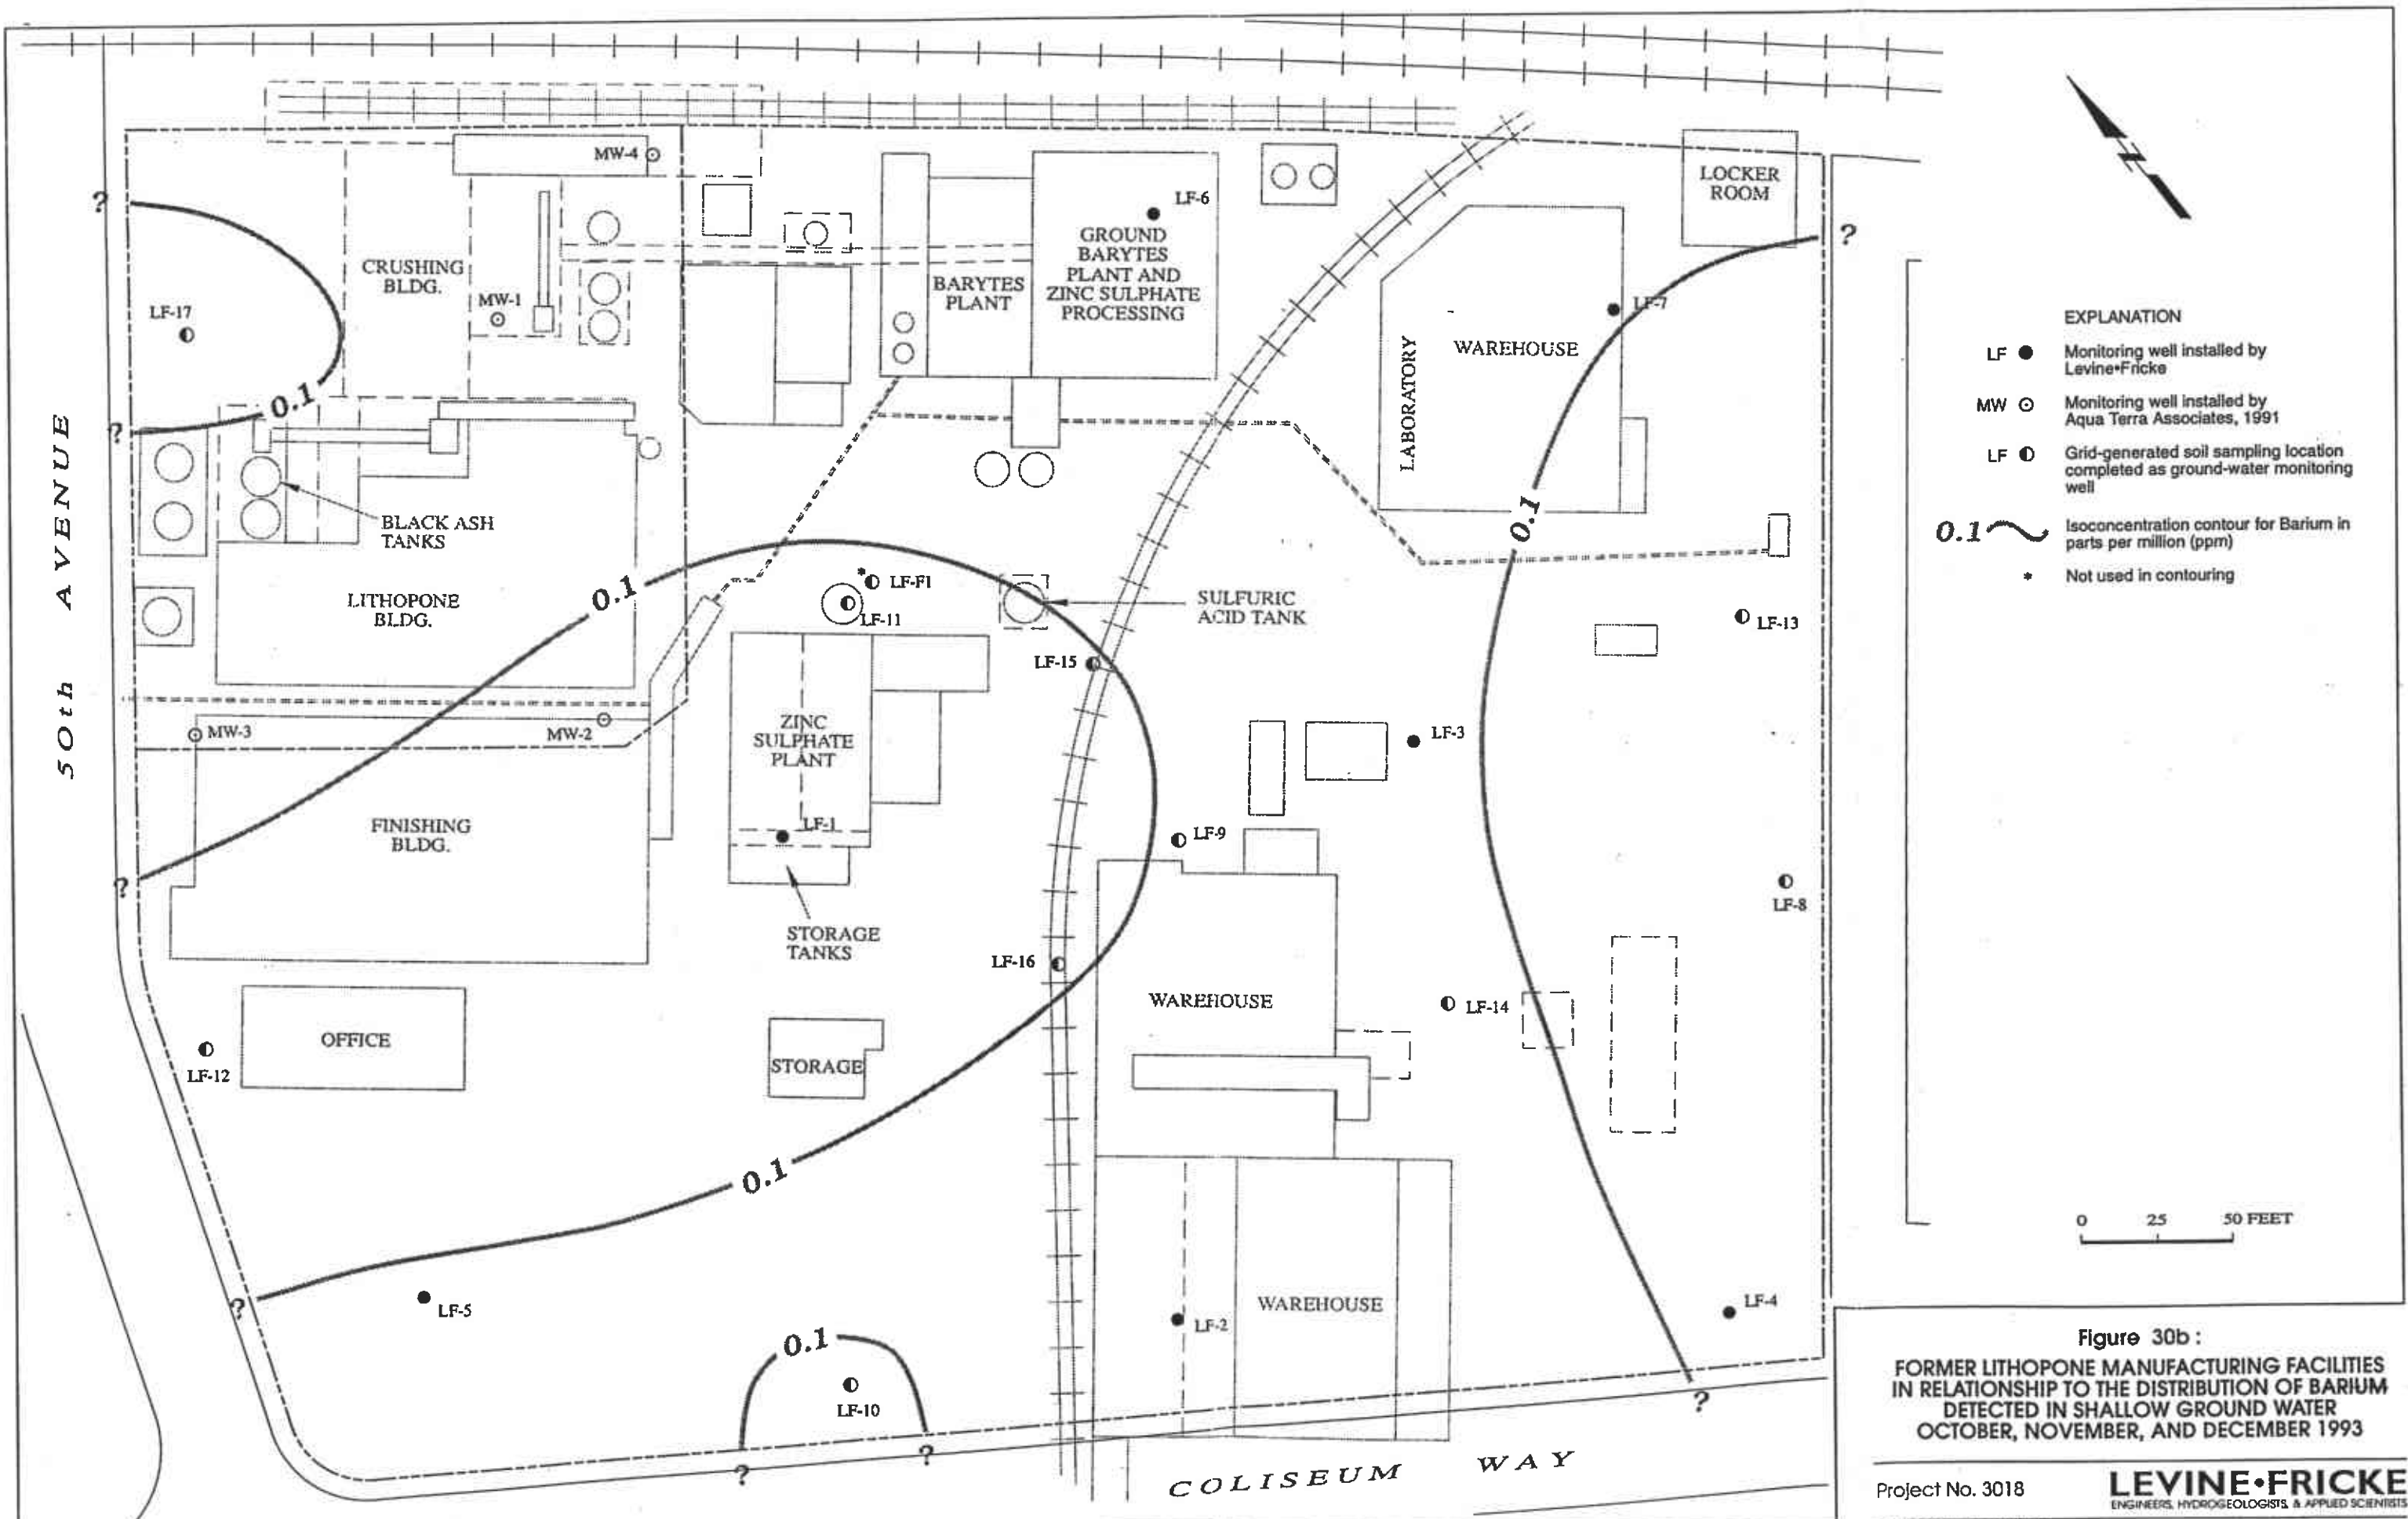 MW-4
LOCKER
ROOM
LF-6
GROUND
BARYTES
PLANT AND
ZINC SULPHATE
PROCESSING
BARYTES
PLANT
CRUSHING
BLDG.
MW-1
LF-17
?
?
0.1
?
LF-7
WAREHOUSE
LABORATORY
50th AVENUE
BLACK ASH
TANKS
LITHOPONE
BLDG.
0.1
LF-F1
*
LF-11
SULFURIC
ACID TANK
LF-15
0.1
LF-13
MW-3
MW-2
ZINC
SULPHATE
PLANT
LF-3
FINISHING
BLDG.
LF-1
LF-9
?
LF-8
STORAGE
TANKS
LF-16
WAREHOUSE
LF-14
OFFICE
LF-12
STORAGE
0.1
?
LF-5
0.1
LF-10
?
?
LF-2
WAREHOUSE
LF-4
?
COLISEUM WAY
EXPLANATION
LF Monitoring well installed by
Levine•Fricke
MW Monitoring well installed by
Aqua Terra Associates, 1991
LF Grid-generated soil sampling location
completed as ground-water monitoring
well
0.1 Isoconcentration contour for Barium in
parts per million (ppm)
* Not used in contouring
0 25 50 FEET
Figure 30b :
FORMER LITHOPONE MANUFACTURING FACILITIES
IN RELATIONSHIP TO THE DISTRIBUTION OF BARIUM
DETECTED IN SHALLOW GROUND WATER
OCTOBER, NOVEMBER, AND DECEMBER 1993
Project No. 3018
LEVINE•FRICKE
ENGINEERS, HYDROGEOLOGISTS, & APPLIED SCIENTISTS